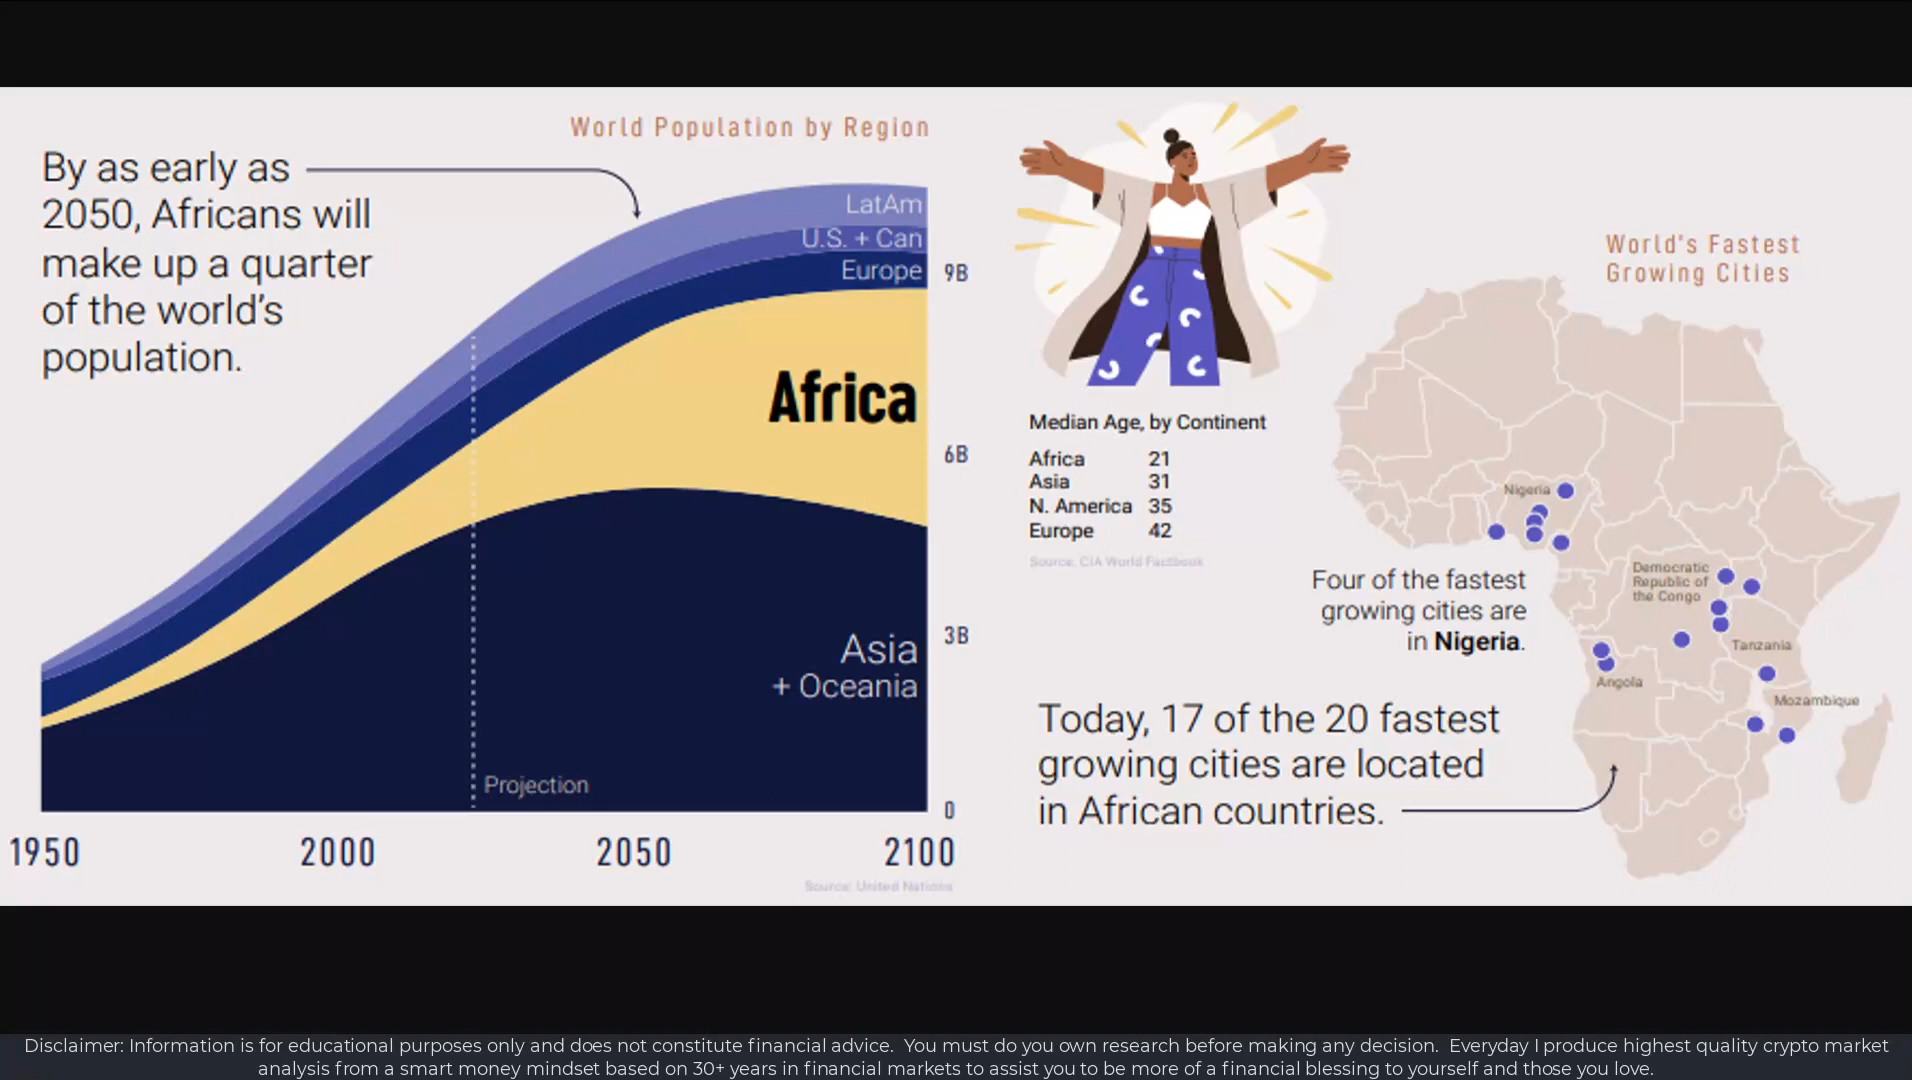 World Population by Region
By as early as
2050, Africans will
make up a quarter
of the world's
population.
LatAm
U.S. + Can
Europe
Africa
Asia
+ Oceania
Projection
9B
6B
3B
0
1950
2000
2050
2100
Source: United Nations
Median Age, by Continent
Africa 21
Asia 31
N. America 35
Europe 42
Source: CIA World Factbook
World's Fastest
Growing Cities
Nigeria
Democratic
Republic of
the Congo
Tanzania
Angola
Mozambique
Four of the fastest
growing cities are
in Nigeria.
Today, 17 of the 20 fastest
growing cities are located
in African countries.
Disclaimer: Information is for educational purposes only and does not constitute financial advice.  You must do you own research before making any decision.  Everyday I produce highest quality crypto market
analysis from a smart money mindset based on 30+ years in financial markets to assist you to be more of a financial blessing to yourself and those you love.